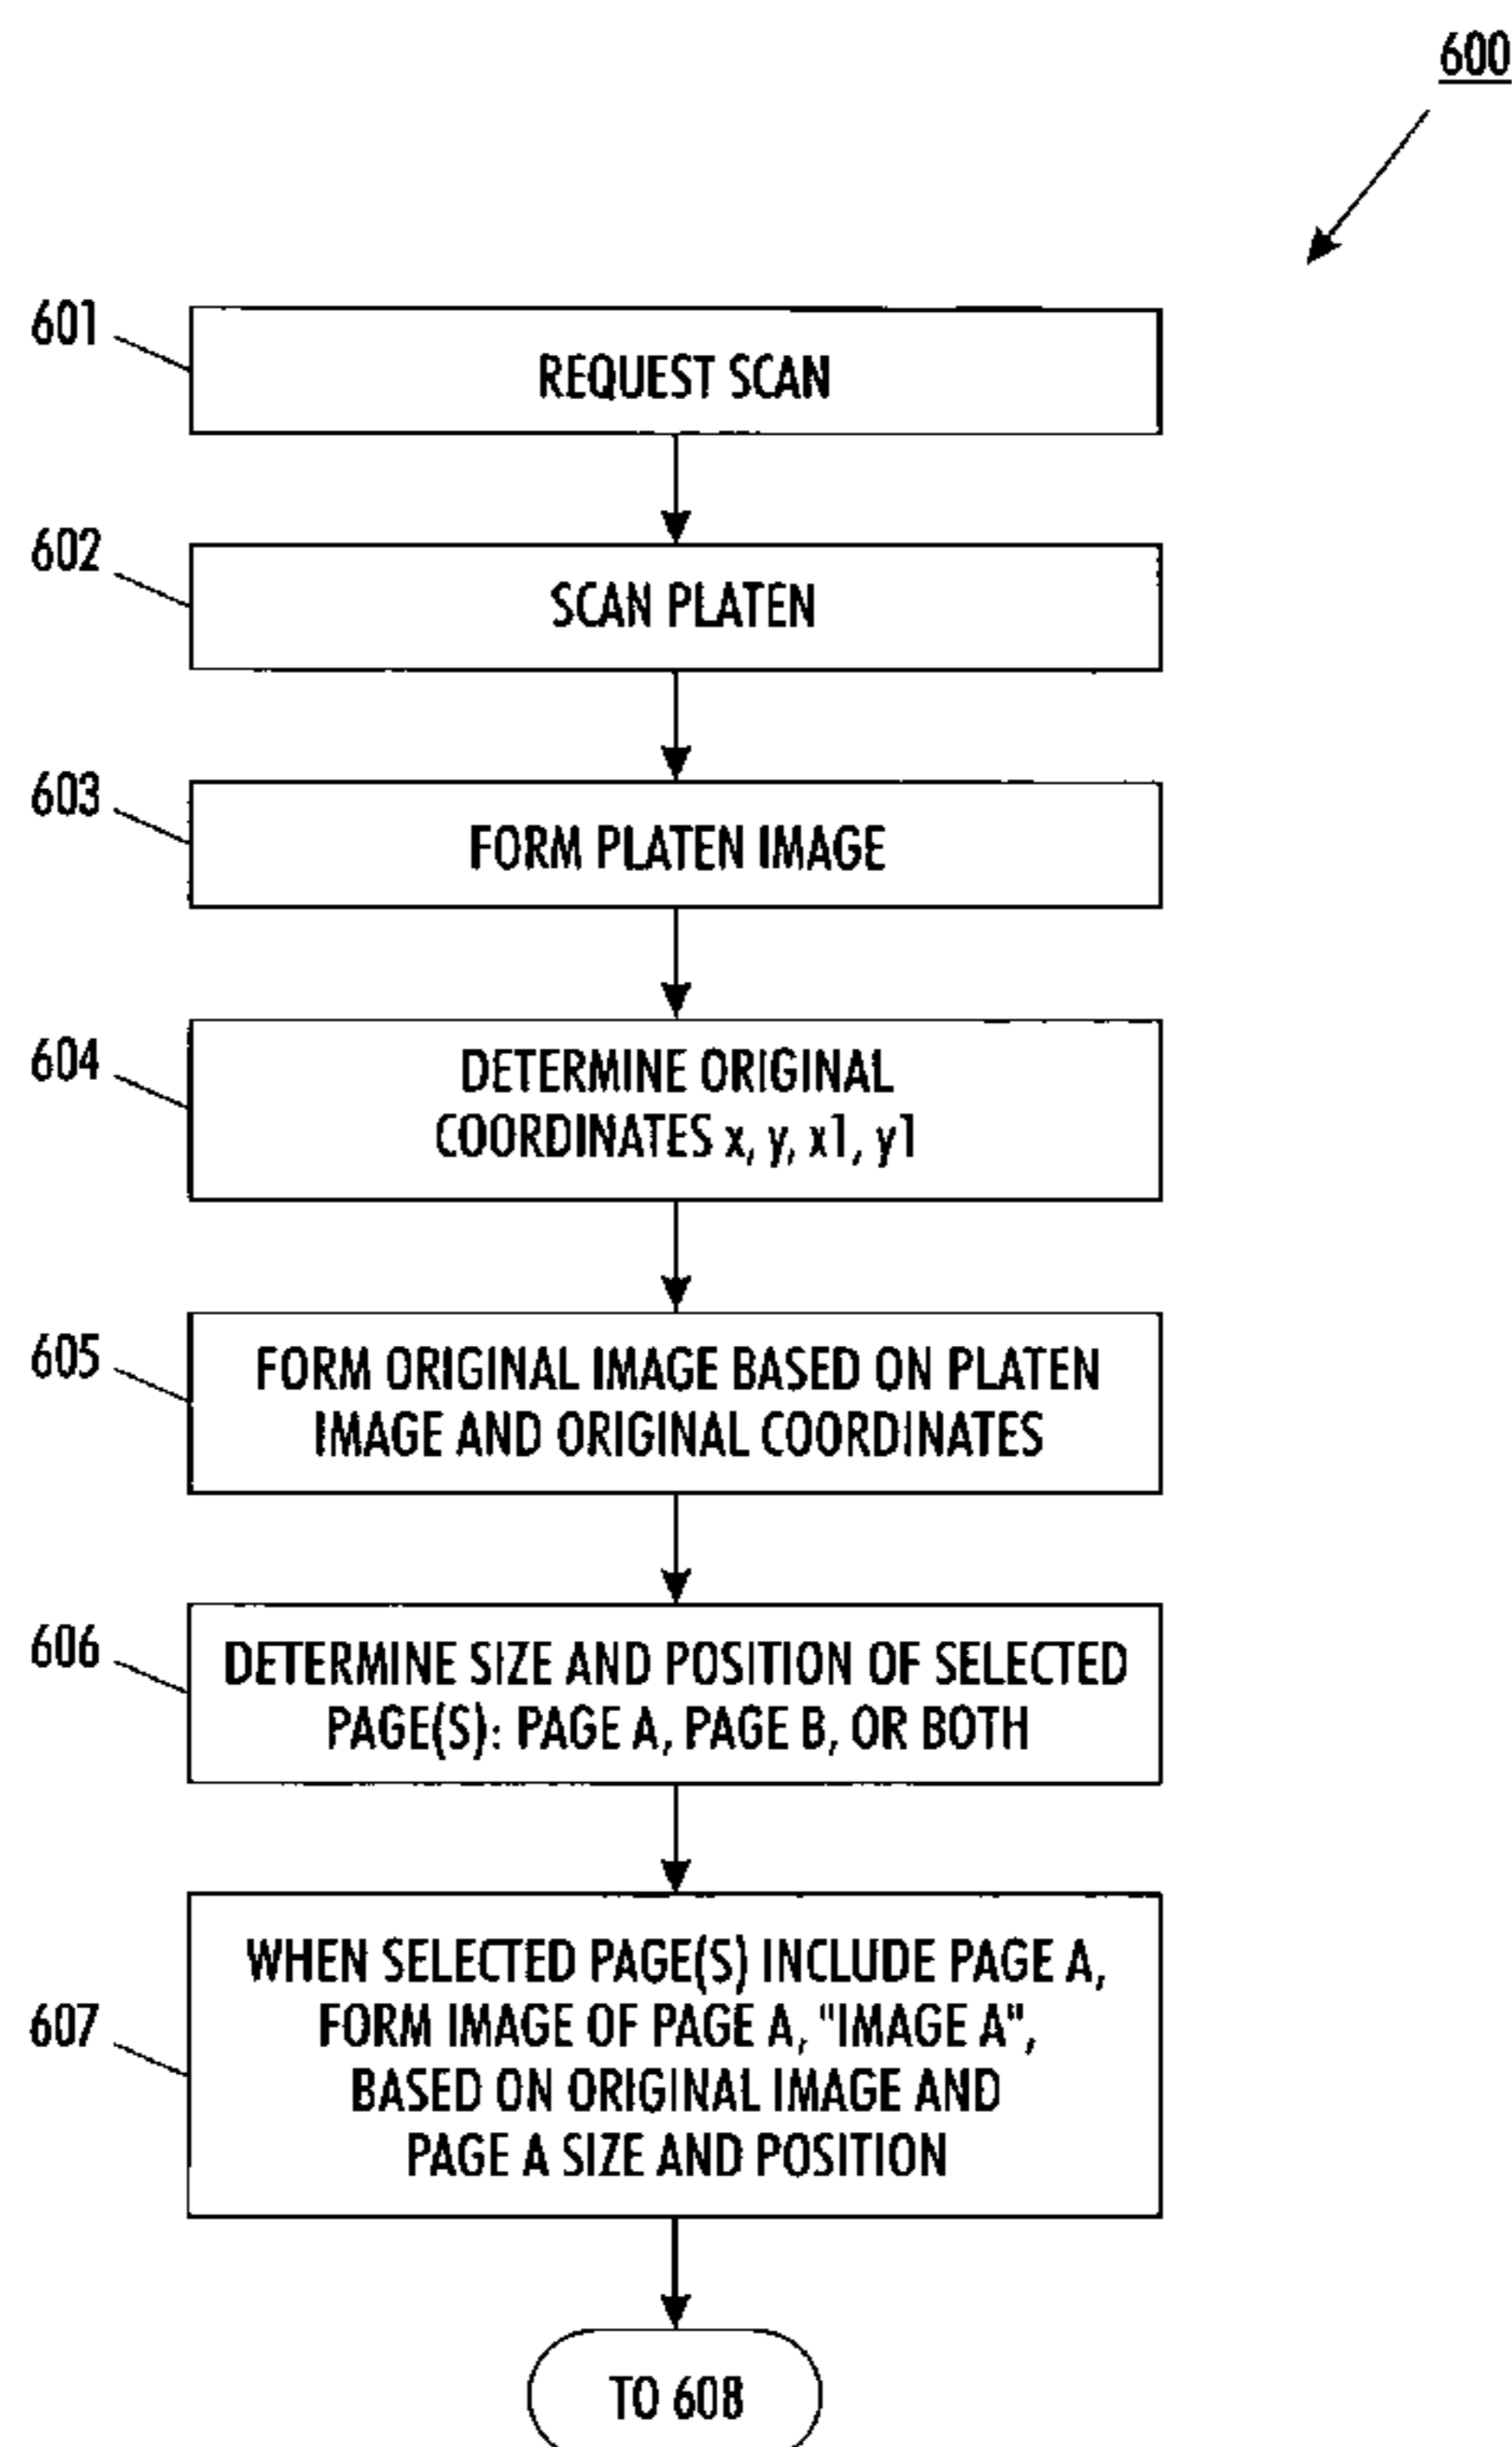 600
601
REQUEST SCAN
602
SCAN PLATEN
603
FORM PLATEN IMAGE
604
DETERMINE ORIGINAL
COORDINATES x, y, x1, y1
605
FORM ORIGINAL IMAGE BASED ON PLATEN
IMAGE AND ORIGINAL COORDINATES
606
DETERMINE SIZE AND POSITION OF SELECTED
PAGE(S): PAGE A, PAGE B, OR BOTH
607
WHEN SELECTED PAGE(S) INCLUDE PAGE A,
FORM IMAGE OF PAGE A, "IMAGE A",
BASED ON ORIGINAL IMAGE AND
PAGE A SIZE AND POSITION
TO 608